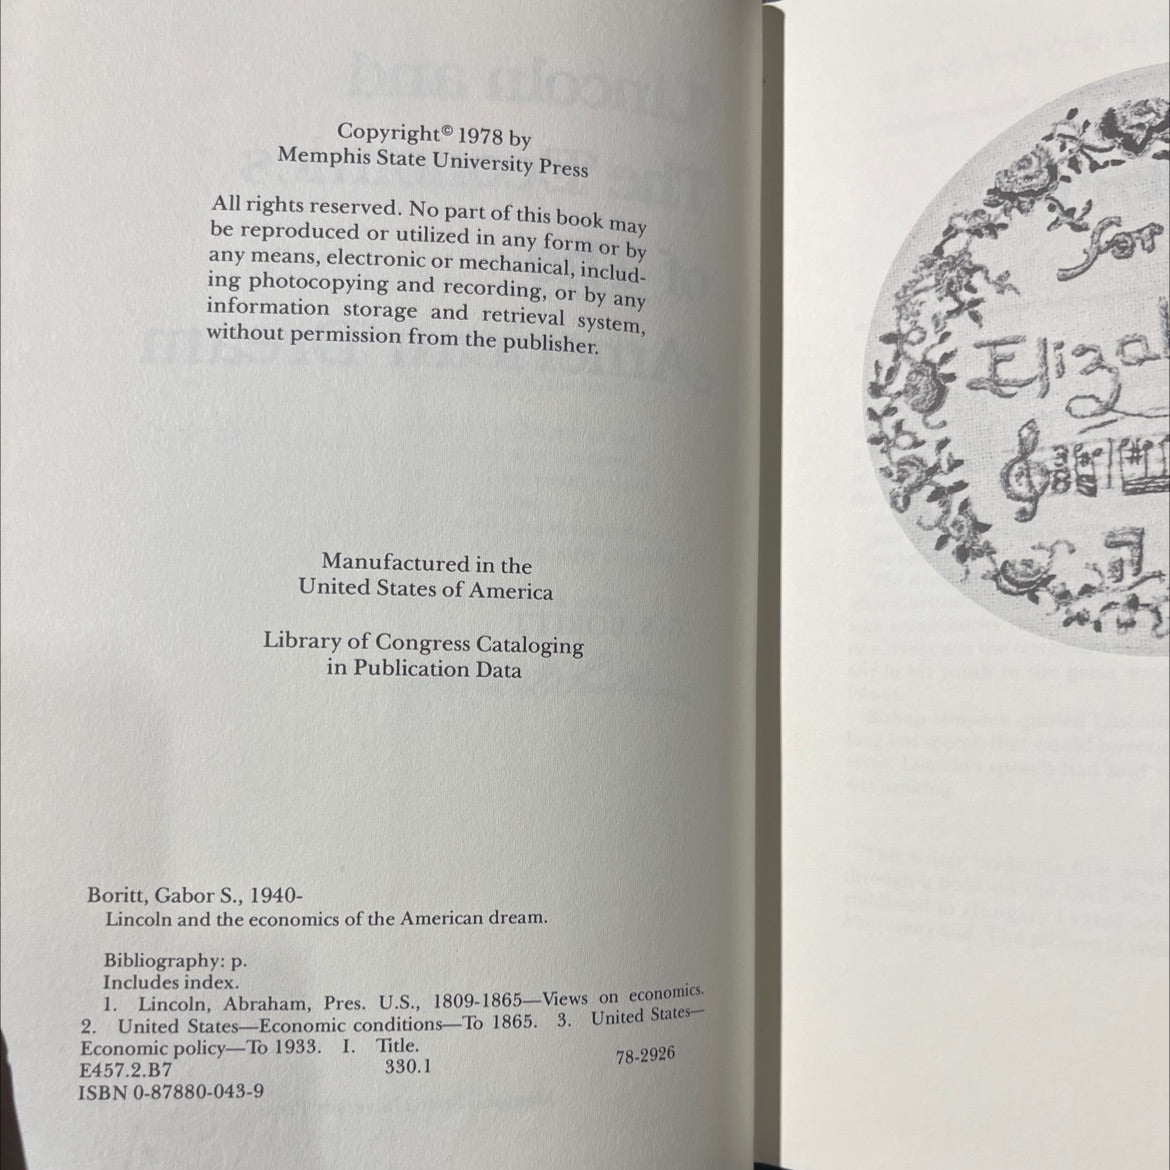 Copyright© 1978 by
Memphis State University Press
All rights reserved. No part of this book may
be reproduced or utilized in any form or by
any means, electronic or mechanical, includ-
ing photocopying and recording, or by any
information storage and retrieval system,
without permission from the publisher.
Manufactured in the
United States of America
Library of Congress Cataloging
in Publication Data
Boritt, Gabor S., 1940-
Lincoln and the economics of the American dream.
Bibliography: p.
Includes index.
1. Lincoln, Abraham, Pres. U.S., 1809-1865—Views on economics.
2. United States—Economic conditions—To 1865. 3. United States—
Economic policy—To 1933. I. Title.
E457.2.B7 330.1 78-2926
ISBN 0-87880-043-9
for